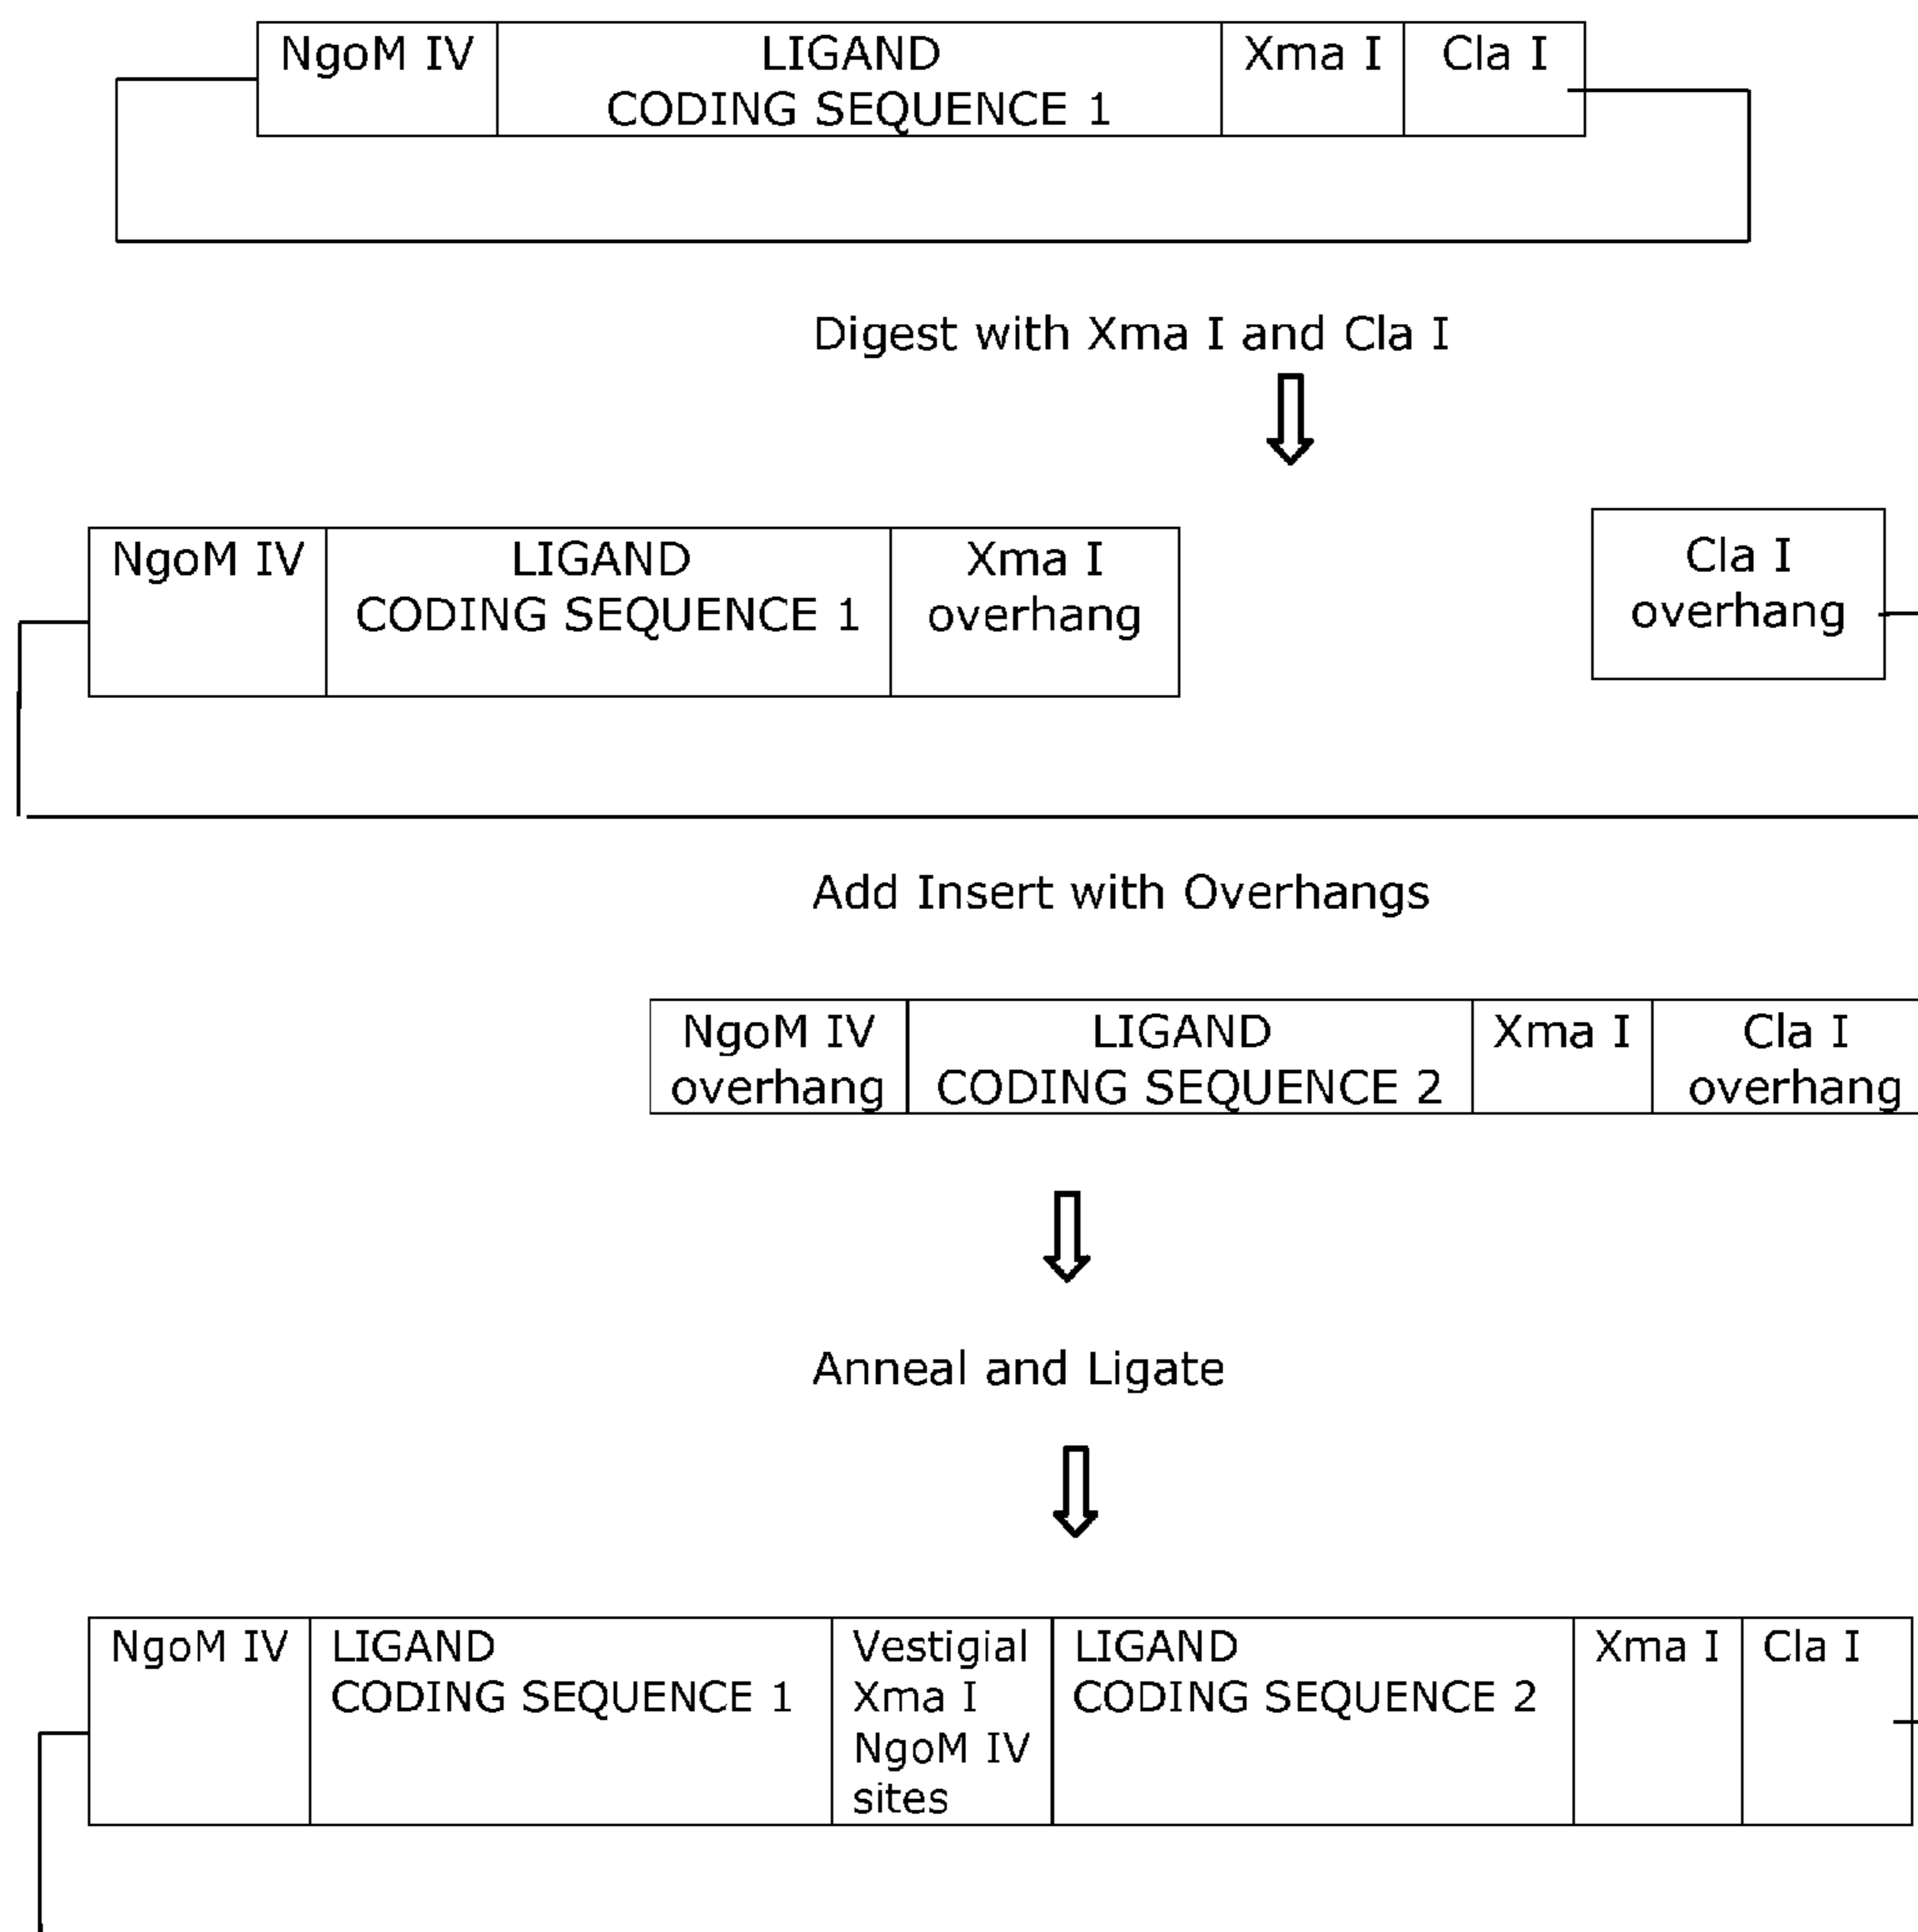 NgoM IV
LIGAND
CODING SEQUENCE 1
Xma I
Cla I
Digest with Xma I and Cla I
NgoM IV
LIGAND
CODING SEQUENCE 1
Xma I
overhang
Cla I
overhang
Add Insert with Overhangs
NgoM IV
overhang
LIGAND
CODING SEQUENCE 2
Xma I
Cla I
overhang
Anneal and Ligate
NgoM IV
LIGAND
CODING SEQUENCE 1
Vestigial
Xma I
NgoM IV
sites
LIGAND
CODING SEQUENCE 2
Xma I
Cla I